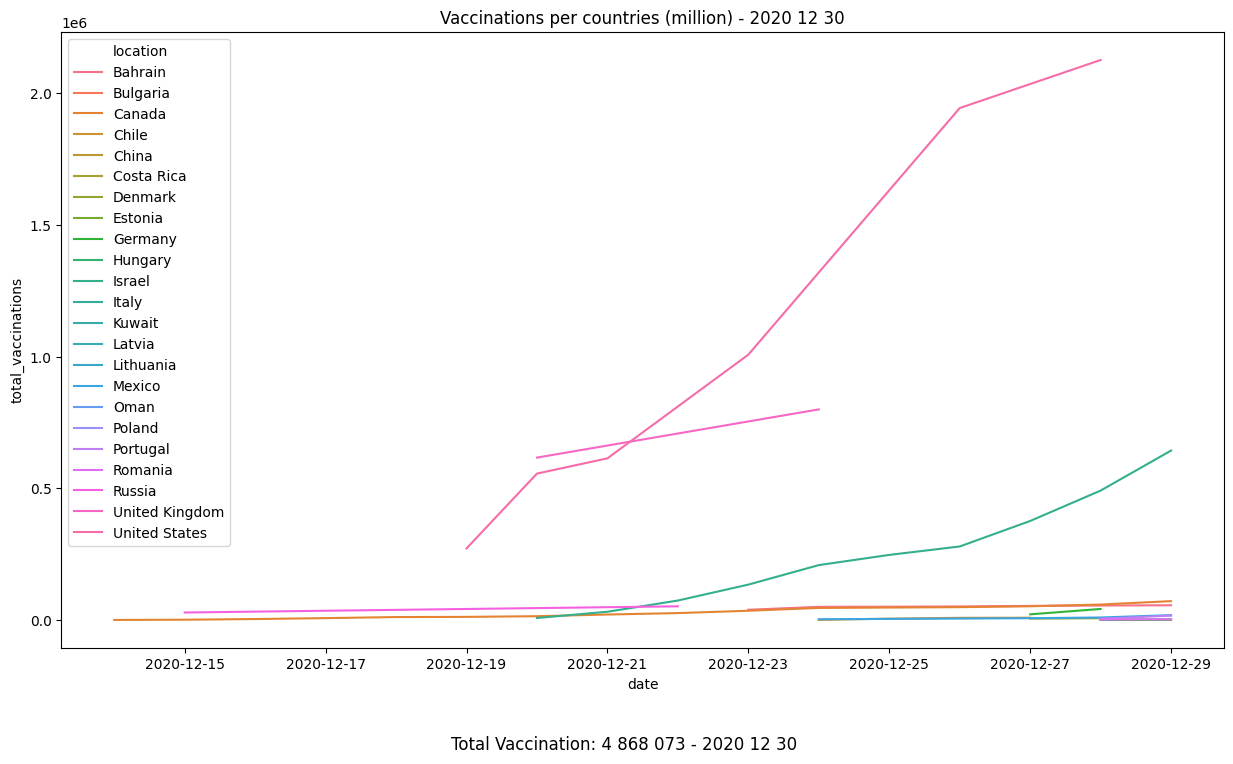 Vaccinations per countries (million) - 2020 12 30
1e6
location
Bahrain
Bulgaria
Canada
Chile
China
Costa Rica
Denmark
Estonia
Germany
Hungary
Israel
Italy
Kuwait
Latvia
Lithuania
Mexico
Oman
Poland
Portugal
Romania
Russia
United Kingdom
United States
2.0
1.5
1.0
0.5
0.0
total_vaccinations
2020-12-15 2020-12-17 2020-12-19 2020-12-21 2020-12-23 2020-12-25 2020-12-27 2020-12-29
date
Total Vaccination: 4 868 073 - 2020 12 30